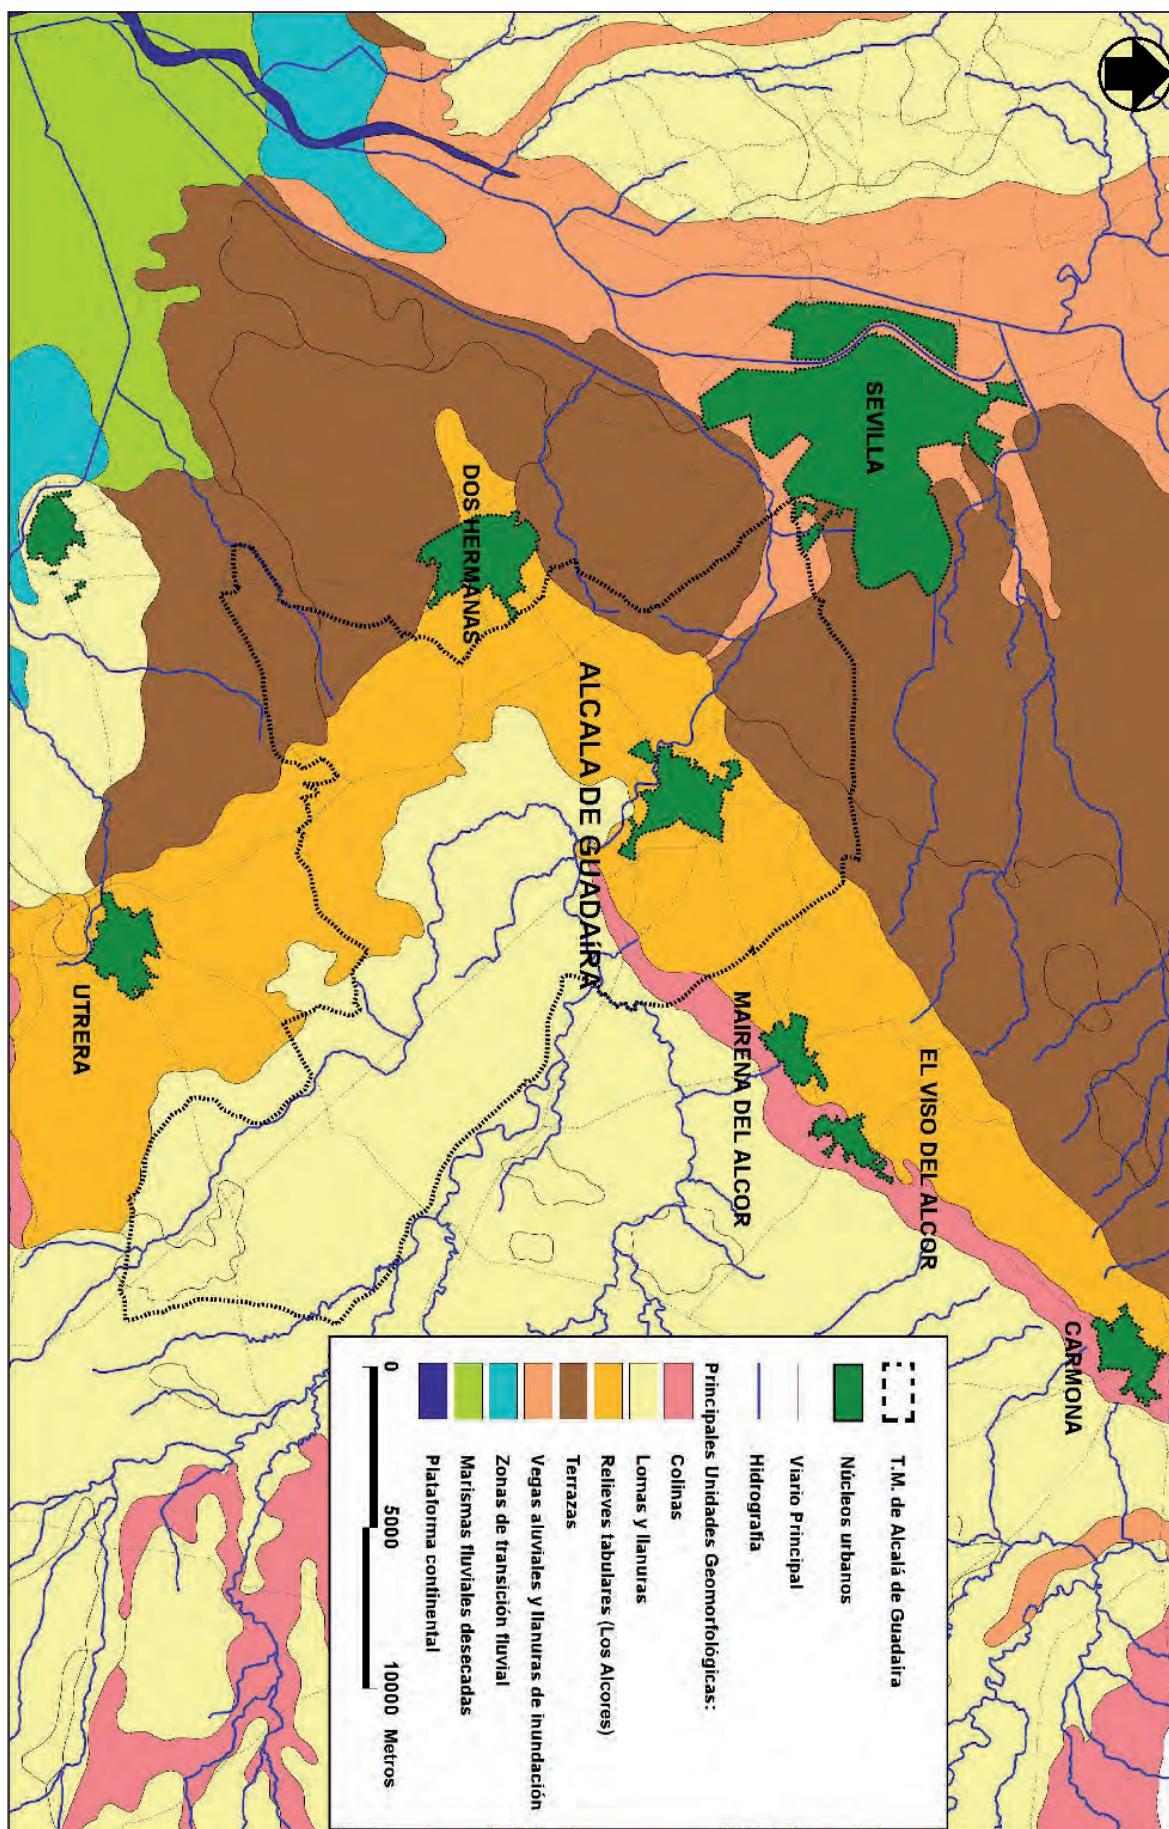 SEVILLA
DOS HERMANAS
ALCALA DE GUADAÍRA
MAIRENA DEL ALCOR
EL VISO DEL ALCOR
CARMONA
UTRERA
T.M. de Alcalá de Guadaira
Núcleos urbanos
Viario Principal
Hidrografía
Principales Unidades Geomorfológicas:
Colinas
Lomas y llanuras
Relieves tabulares (Los Alcores)
Terrazas
Vegas aluviales y llanuras de inundación
Zonas de transición fluvial
Marismas fluviales desecadas
Plataforma continental
0 5000 10000 Metros